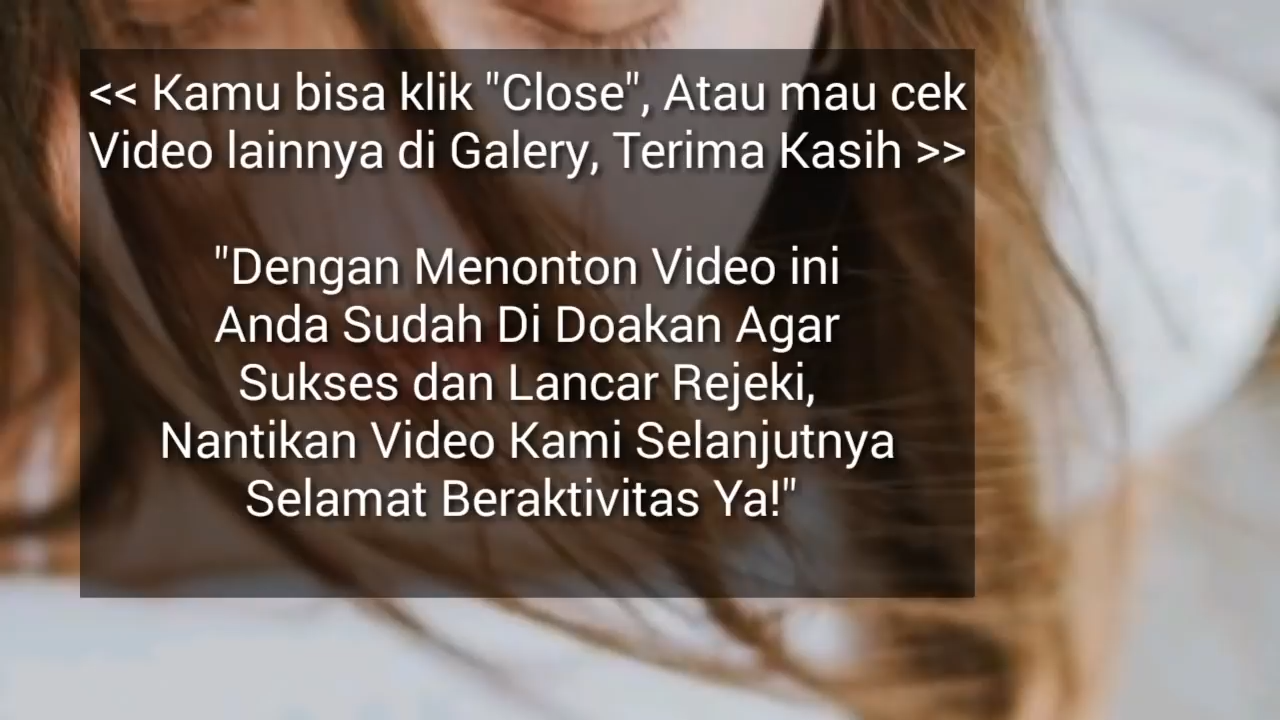 << Kamu bisa klik "Close", Atau mau cek
Video lainnya di Galery, Terima Kasih >>
"Dengan Menonton Video ini
Anda Sudah Di Doakan Agar
Sukses dan Lancar Rejeki,
Nantikan Video Kami Selanjutnya
Selamat Beraktivitas Ya!"